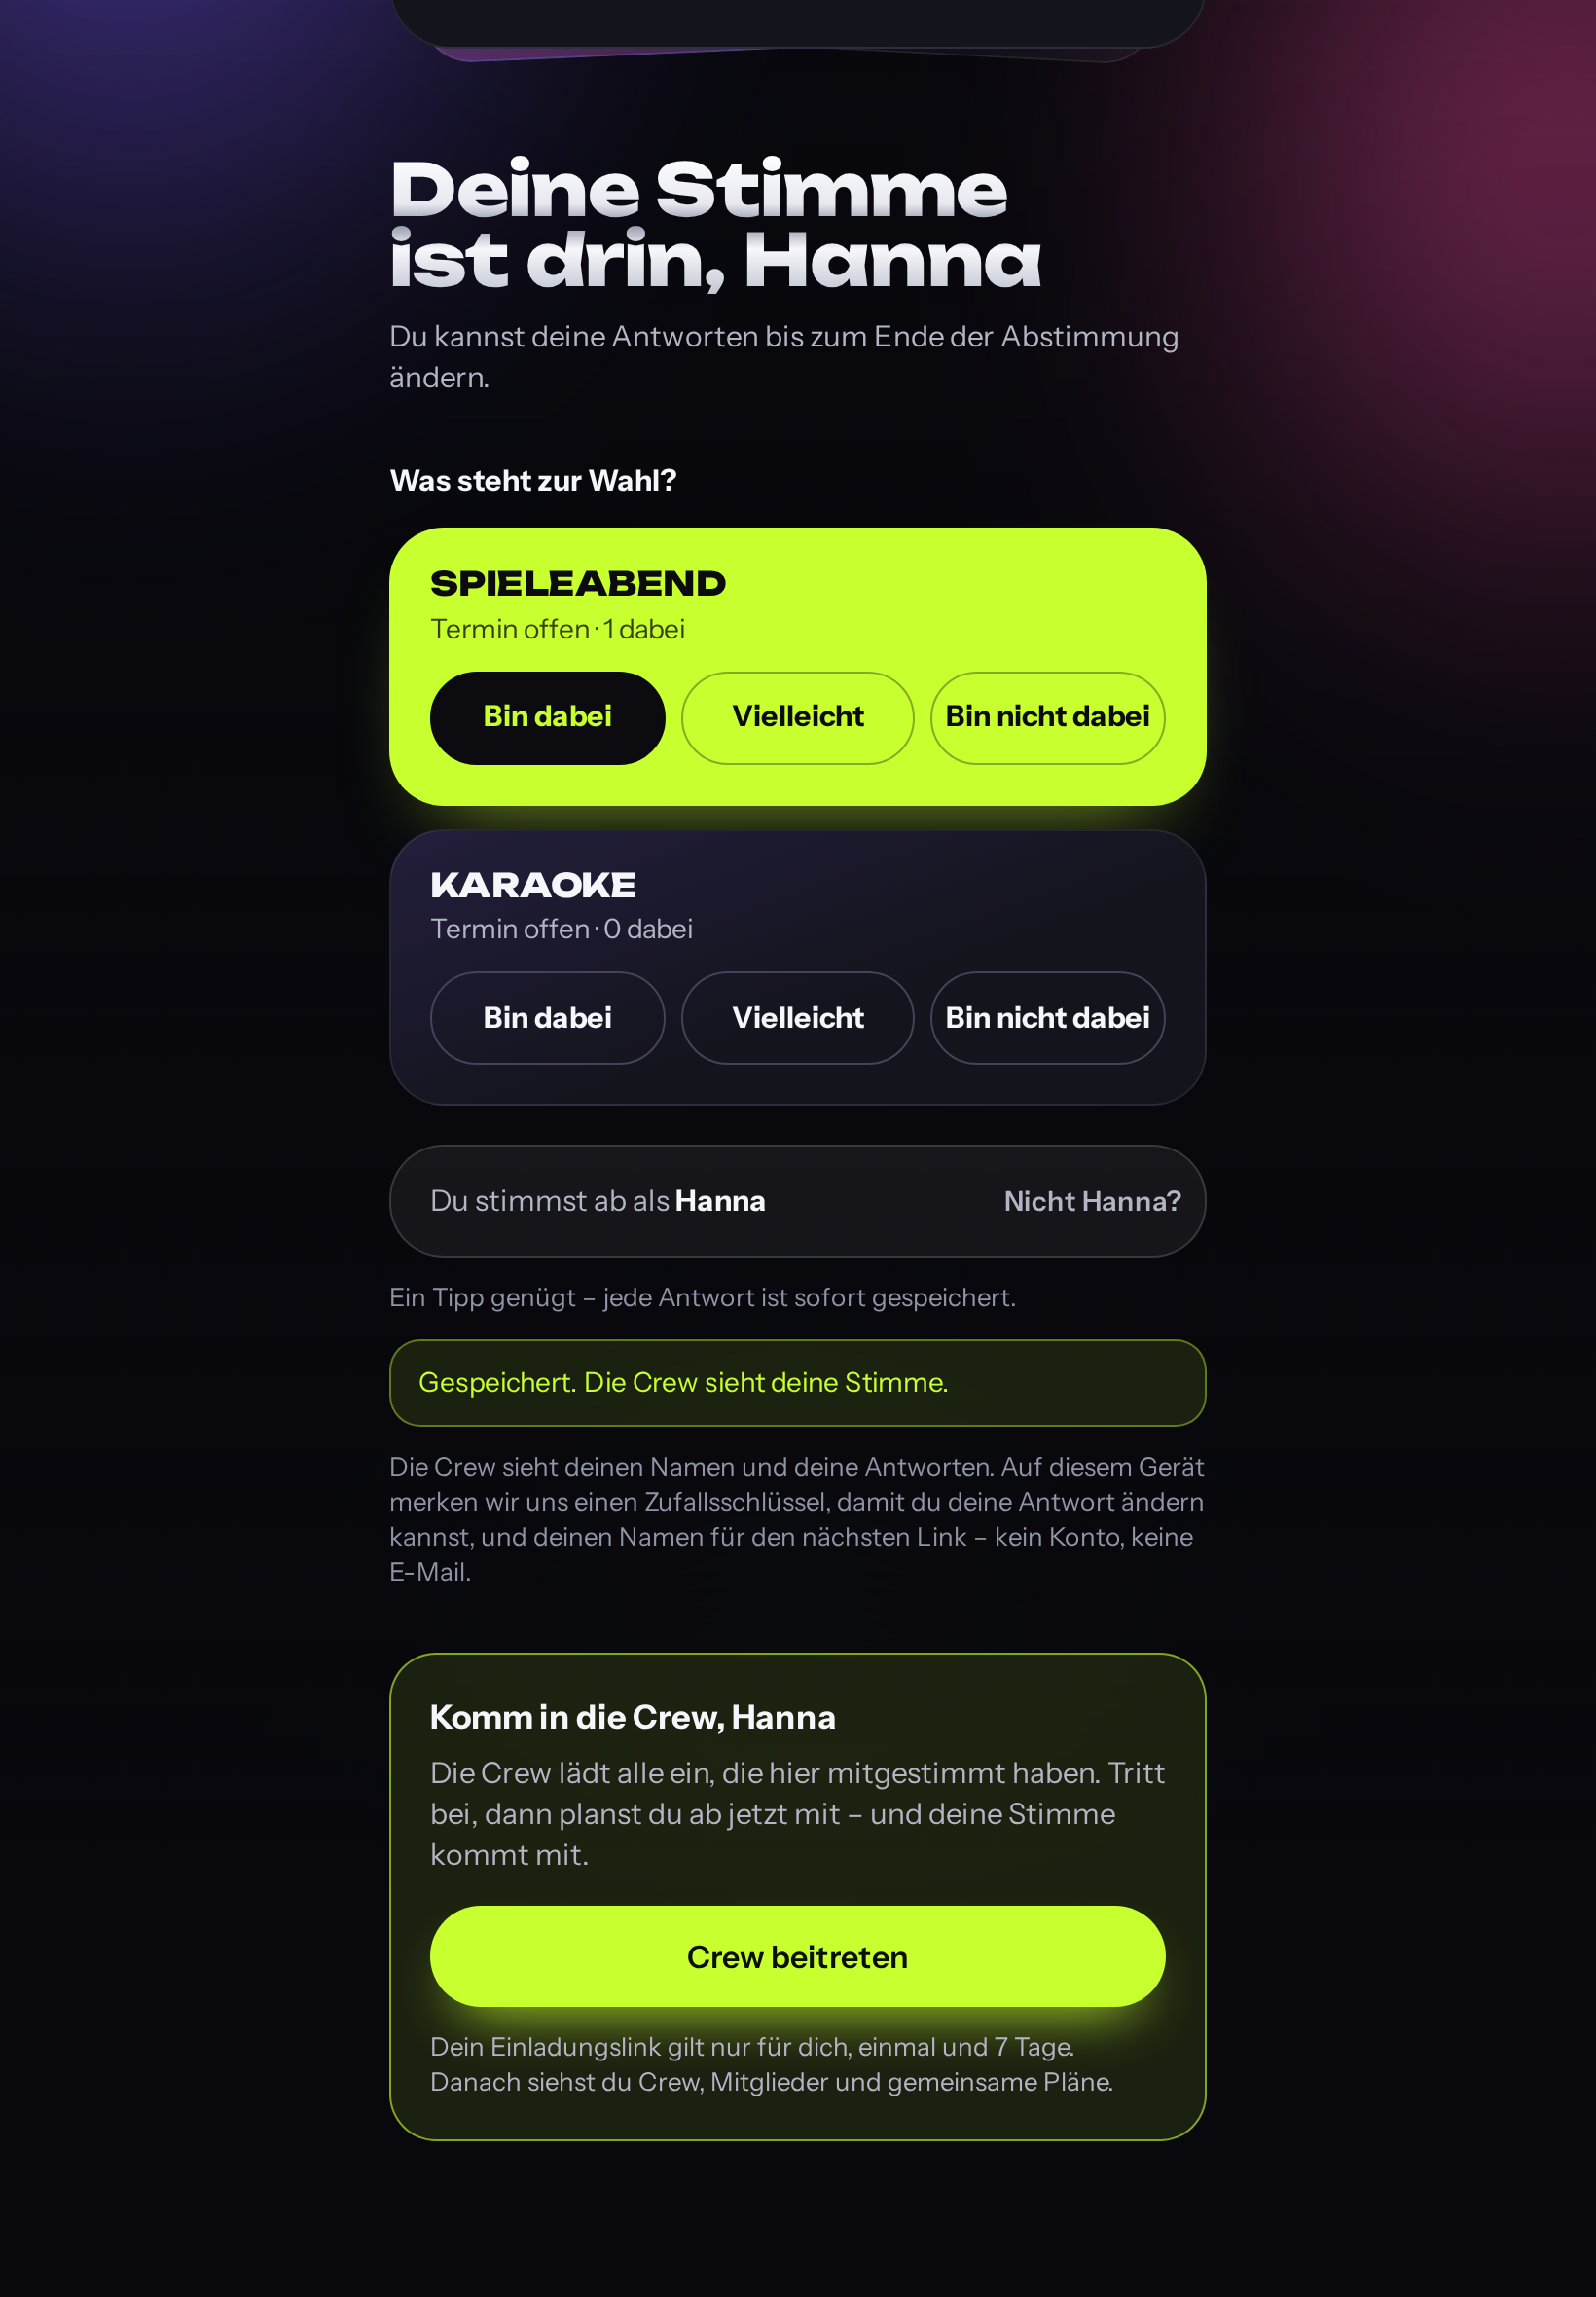 Deine Stimme
ist drin, Hanna
Du kannst deine Antworten bis zum Ende der Abstimmung
ändern.
Was steht zur Wahl?
SPIELEABEND
Termin offen · 1 dabei
Bin dabei
Vielleicht
Bin nicht dabei
KARAOKE
Termin offen · 0 dabei
Bin dabei
Vielleicht
Bin nicht dabei
Du stimmst ab als Hanna
Nicht Hanna?
Ein Tipp genügt – jede Antwort ist sofort gespeichert.
Gespeichert. Die Crew sieht deine Stimme.
Die Crew sieht deinen Namen und deine Antworten. Auf diesem Gerät
merken wir uns einen Zufallsschlüssel, damit du deine Antwort ändern
kannst, und deinen Namen für den nächsten Link – kein Konto, keine
E-Mail.
Komm in die Crew, Hanna
Die Crew lädt alle ein, die hier mitgestimmt haben. Tritt
bei, dann planst du ab jetzt mit – und deine Stimme
kommt mit.
Crew beitreten
Dein Einladungslink gilt nur für dich, einmal und 7 Tage.
Danach siehst du Crew, Mitglieder und gemeinsame Pläne.